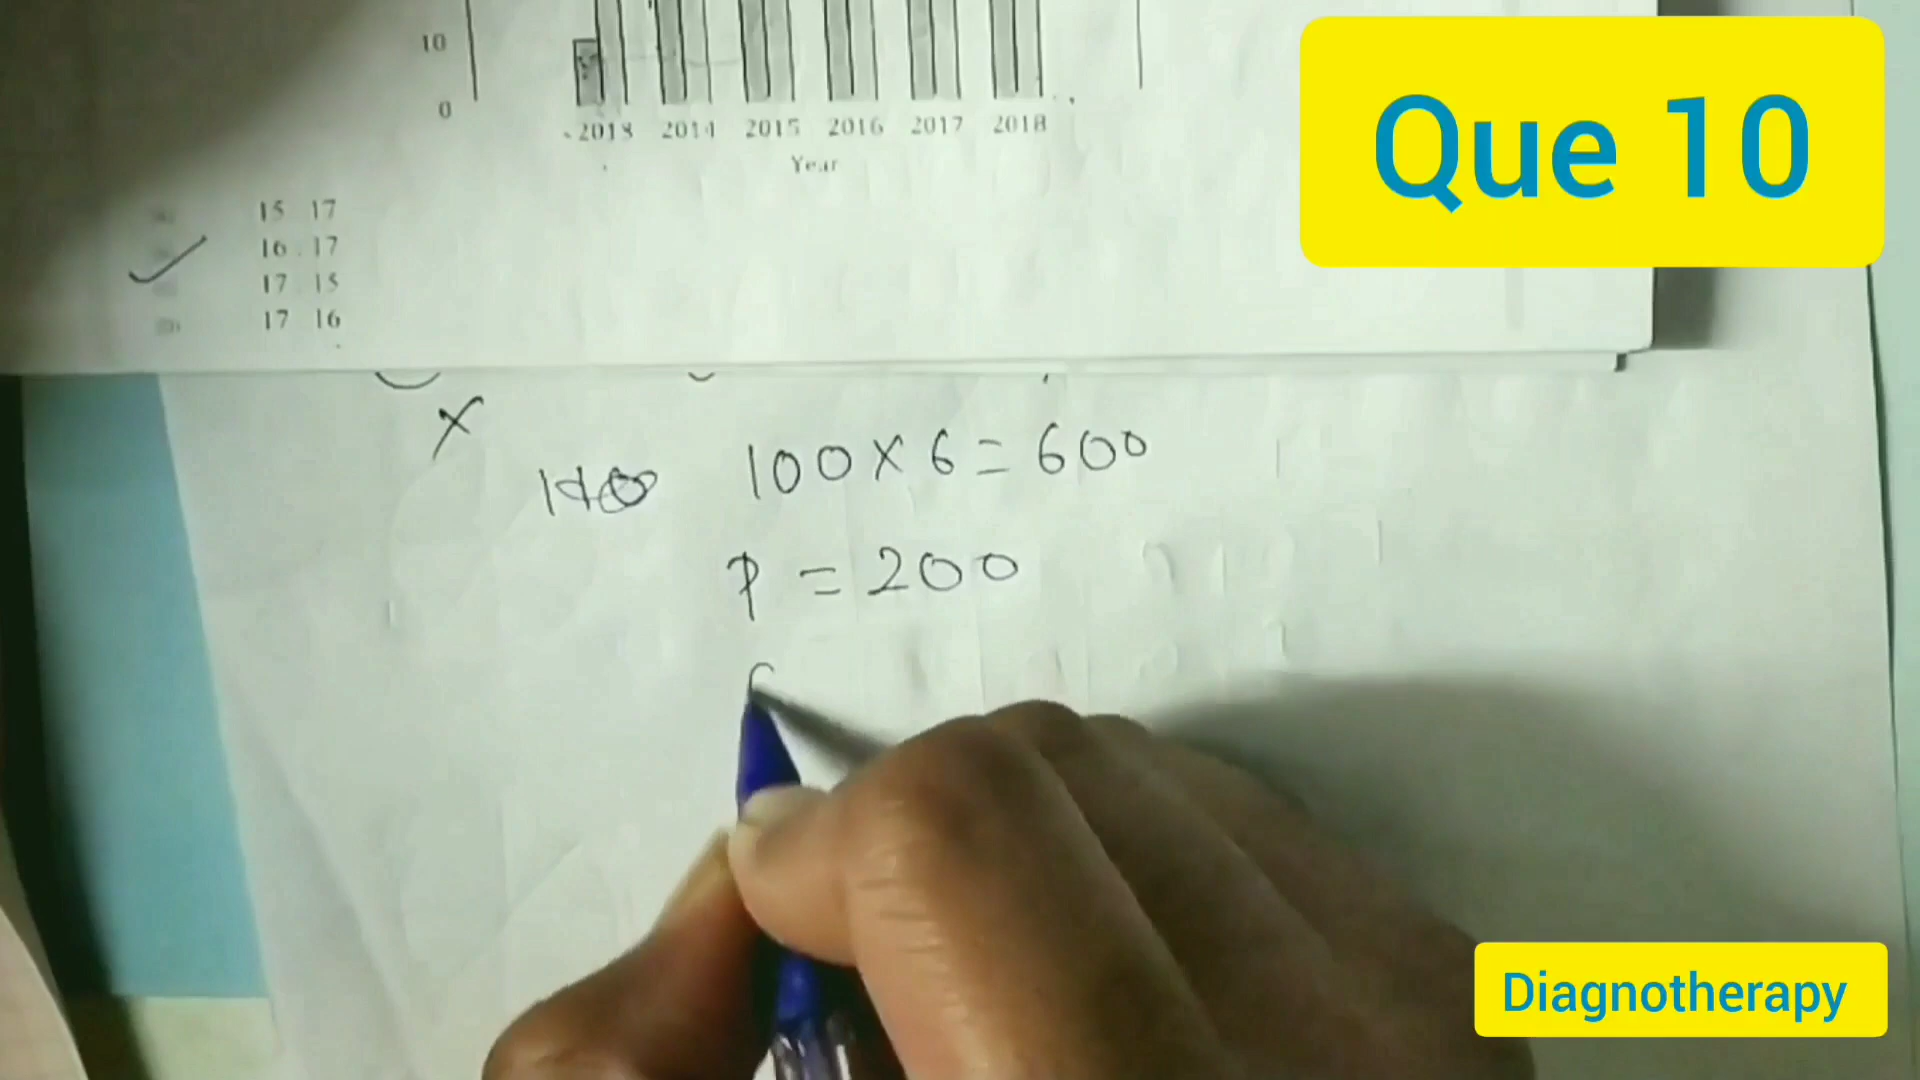 Que 10
10
0
2013 2014 2015 2016 2017 2018
Year
15 17
16 . 17
17 15
17 16
X
100 X 6 = 600
P = 200
Diagnotherapy